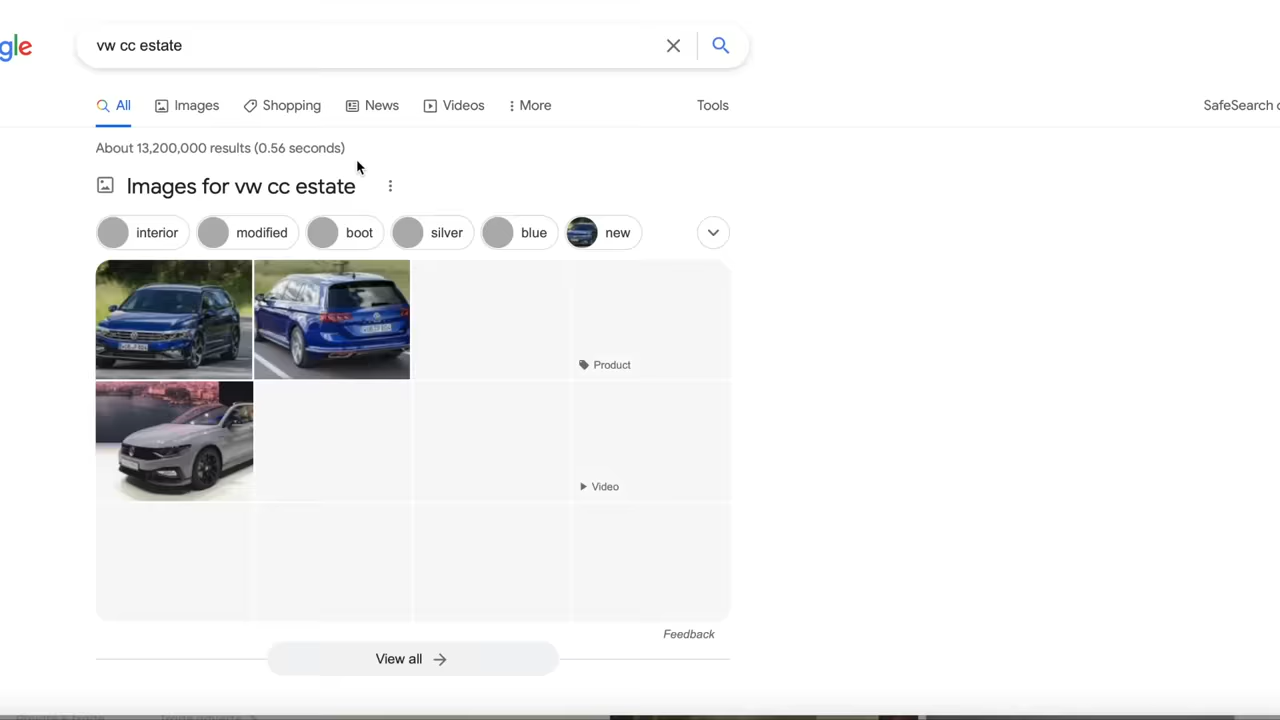 gle vw cc estate
All Images Shopping News Videos More Tools SafeSearch
About 13,200,000 results (0.56 seconds)
Images for vw cc estate
interior modified boot silver blue new
Product
Video
Feedback
View all